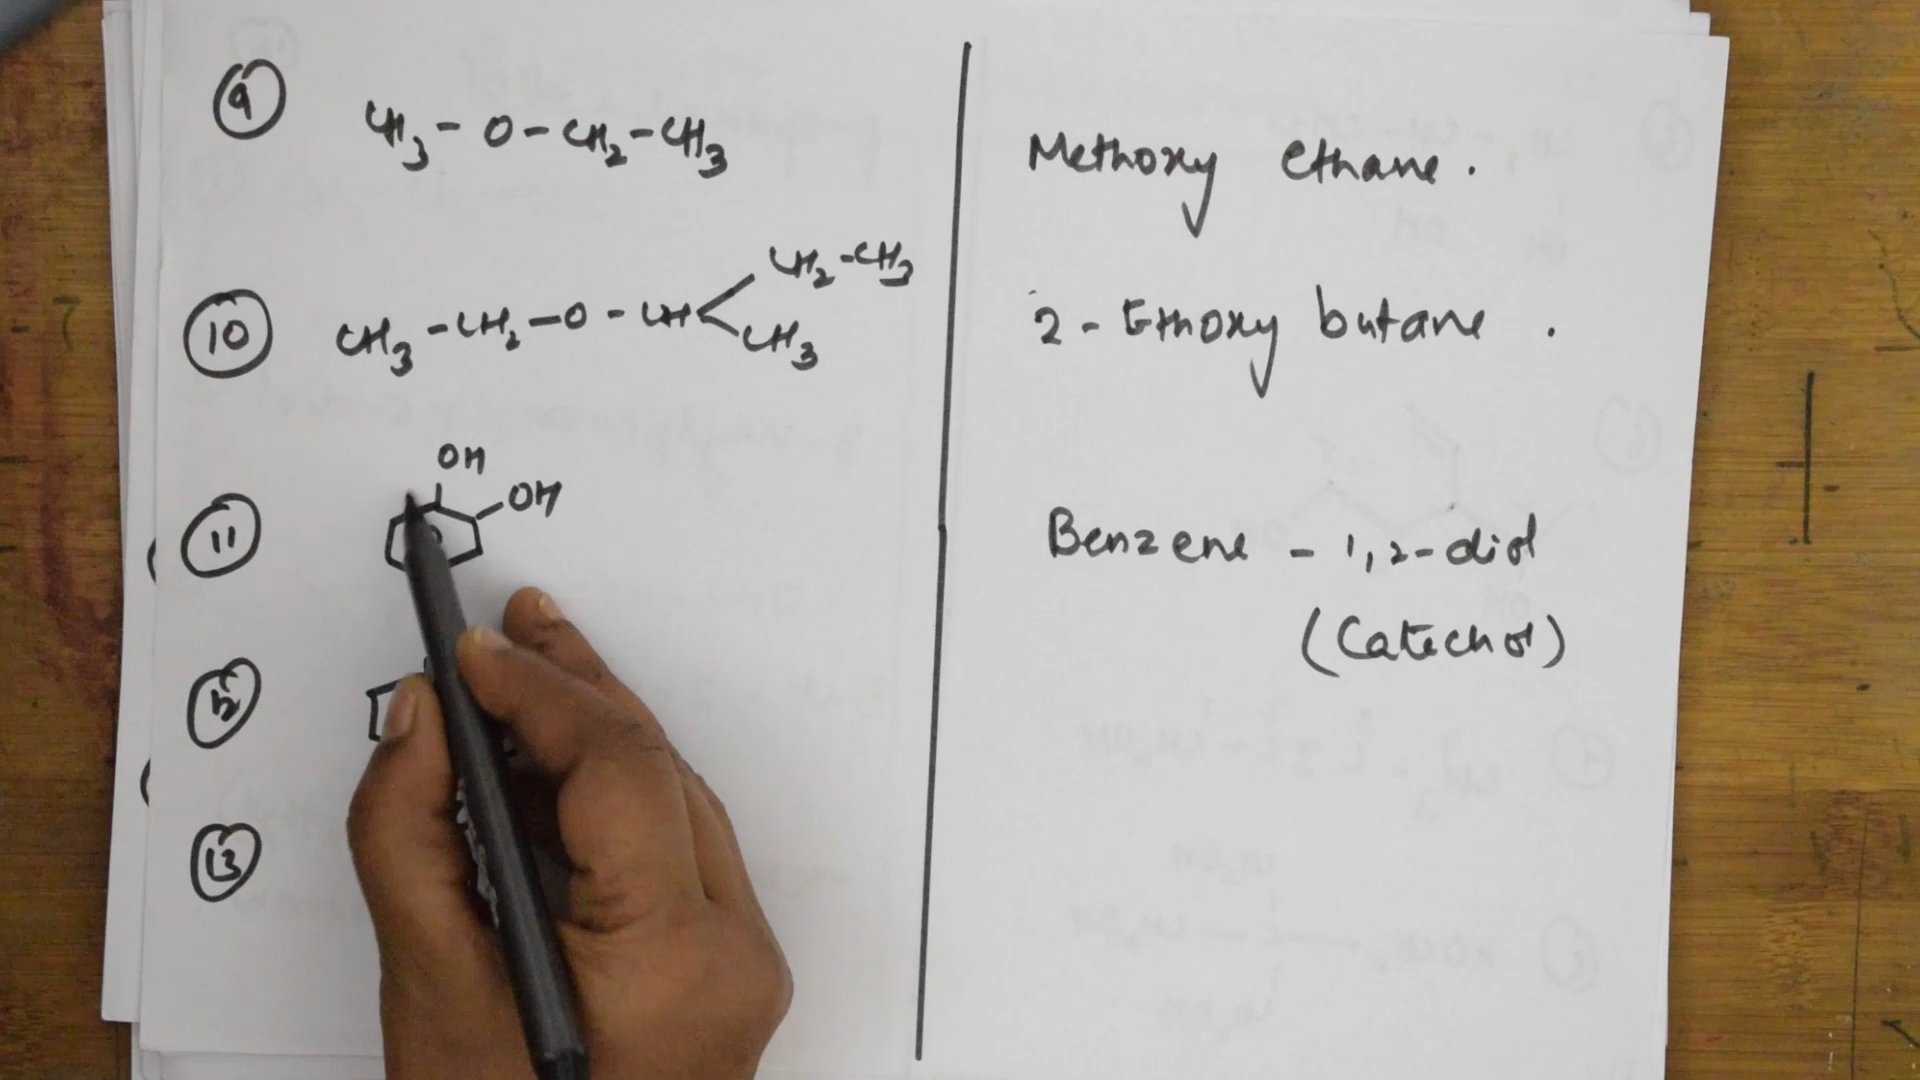 9 CH3 - O - CH2 - CH3 Methoxy ethane.
CH2 - CH3
10 CH3 - CH2 - O - CH 2 - Ethoxy butane.
CH3
OH
OH
11 Benzene - 1, 2 - diol
(Catechol)
12
13